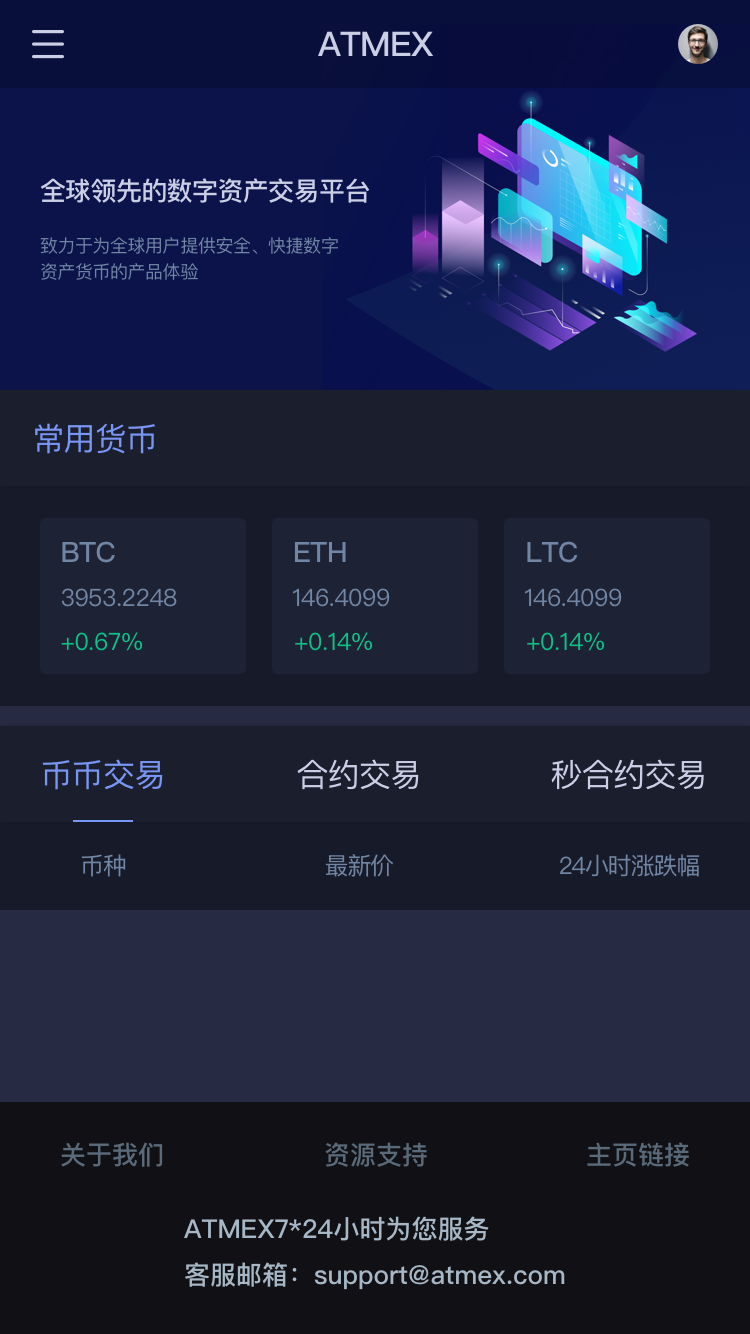 ATMEX
全球领先的数字资产交易平台
致力于为全球用户提供安全、快捷数字
资产货币的产品体验
常用货币
BTC ETH LTC
3953.2248 146.4099 146.4099
+0.67% +0.14% +0.14%
币币交易 合约交易 秒合约交易
币种 最新价 24小时涨跌幅
关于我们 资源支持 主页链接
ATMEX7*24小时为您服务
客服邮箱：support@atmex.com